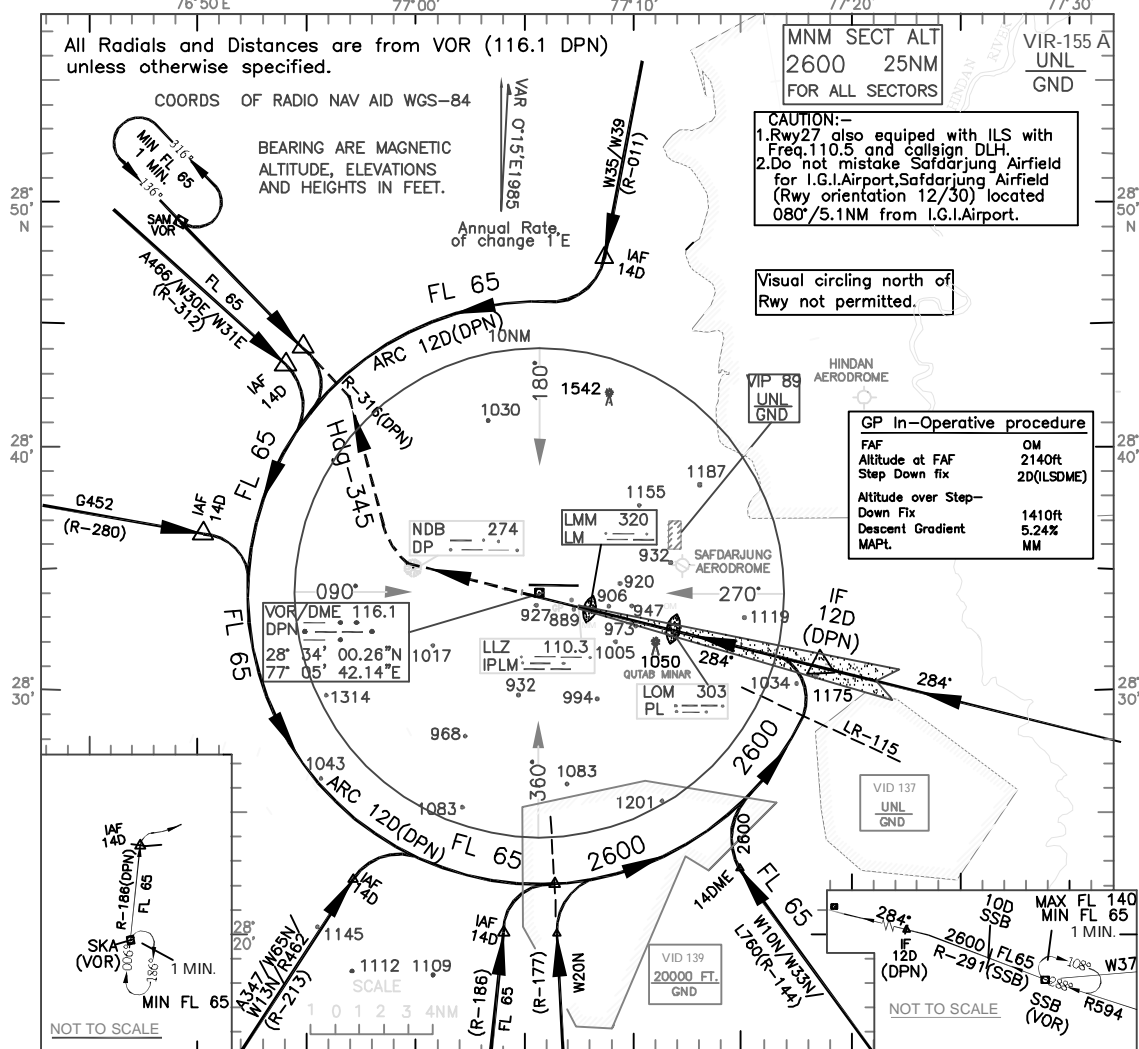 76°50'E
77°00'
77°10'
77°20'
77°30'
All Radials and Distances are from VOR (116.1 DPN)
unless otherwise specified.
COORDS OF RADIO NAV AID WGS-84
BEARING ARE MAGNETIC
ALTITUDE, ELEVATIONS
AND HEIGHTS IN FEET.
VAR 0°15'E1985
Annual Rate
of change 1'E
MNM SECT ALT
2600 25NM
FOR ALL SECTORS
HINDAN RIVER
VIR-155 A
UNL
GND
CAUTION:-
1.Rwy27 also equiped with ILS with
Freq.110.5 and callsign DLH.
2.Do not mistake Safdarjung Airfield
for I.G.I.Airport,Safdarjung Airfield
(Rwy orientation 12/30) located
080°/5.1NM from I.G.I.Airport.
Visual circling north of
Rwy not permitted.
28°
50'
N
28°
50'
N
MIN FL 65
1 MIN.
316°
136°
SAM
VOR
FL 65
A466/W30E/W31E
(R-312)
IAF
14D
W35/W39
(R-011)
IAF
14D
FL 65
ARC 12D(DPN)
10NM
R-316(DPN)
Hdg-345
180°
1542
1030
HINDAN
AERODROME
VIP 89
UNL
GND
GP In-Operative procedure
FAF OM
Altitude at FAF 2140ft
Step Down fix 2D(ILSDME)
Altitude over Step-
Down Fix 1410ft
Descent Gradient 5.24%
MAPt. MM
28°
40'
28°
40'
FL 65
G452
(R-280)
IAF
14D
1187
1155
NDB 274
DP
LMM 320
LM
932
SAFDARJUNG
AERODROME
090°
270°
920
906
947
927
889
973
1005
1119
VOR/DME 116.1
DPN
28° 34' 00.26"N
77° 05' 42.14"E
1017
LLZ 110.3
IPLM
1050
QUTAB MINAR
284°
IF
12D
(DPN)
1034
1175
284°
LOM 303
PL
932
994
1314
FL 65
28°
30'
28°
30'
LR-115
968
1043
1083
1083
360°
1201
2600
ARC 12D(DPN)
FL 65
2600
2600
VID 137
UNL
GND
IAF
14D
R-186(DPN)
FL 65
SKA
(VOR)
006°
186°
1 MIN.
MIN FL 65
NOT TO SCALE
28°
20'
IAF
14D
A347/W65N/
W13N/R462
(R-213)
1145
1112
1109
SCALE
1 0 1 2 3 4NM
IAF
14D
(R-186)
FL 65
(R-177)
W20N
VID 139
20000 FT.
GND
14DME
FL 65
W10N/W33N/
L760(R-144)
10D
SSB
MAX FL 140
MIN FL 65
1 MIN.
284°
IF
12D
(DPN)
2600
FL65
R-291(SSB)
108°
288°
W37
R594
SSB
(VOR)
NOT TO SCALE
28°
20'